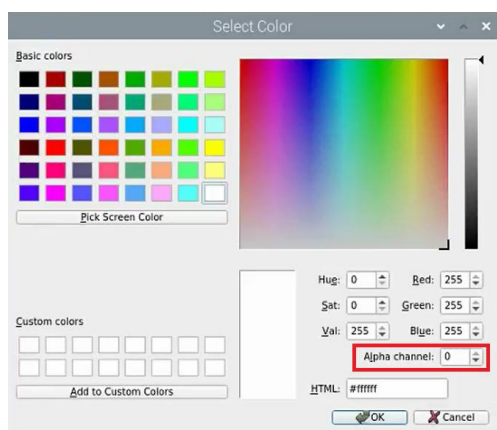 Select Color
Basic colors
Pick Screen Color
Hue: 0 Red: 255
Sat: 0 Green: 255
Custom colors
Val: 255 Blue: 255
Alpha channel: 0
Add to Custom Colors
HTML: #ffffff
OK Cancel